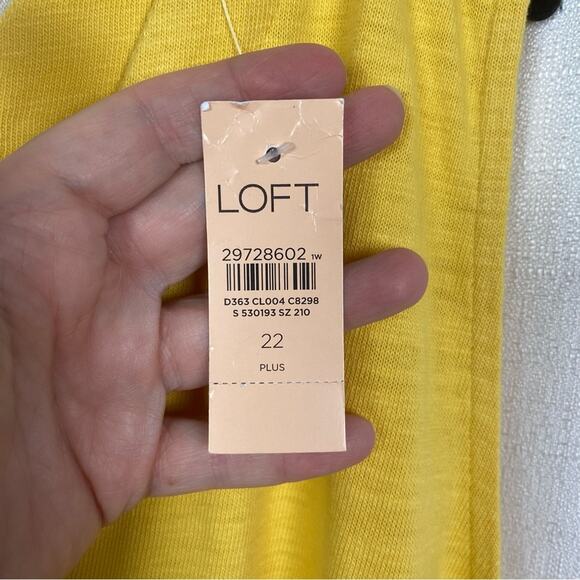 LOFT
29728602 1W
D363 CL004 C8298
S 530193 SZ 210
22
PLUS